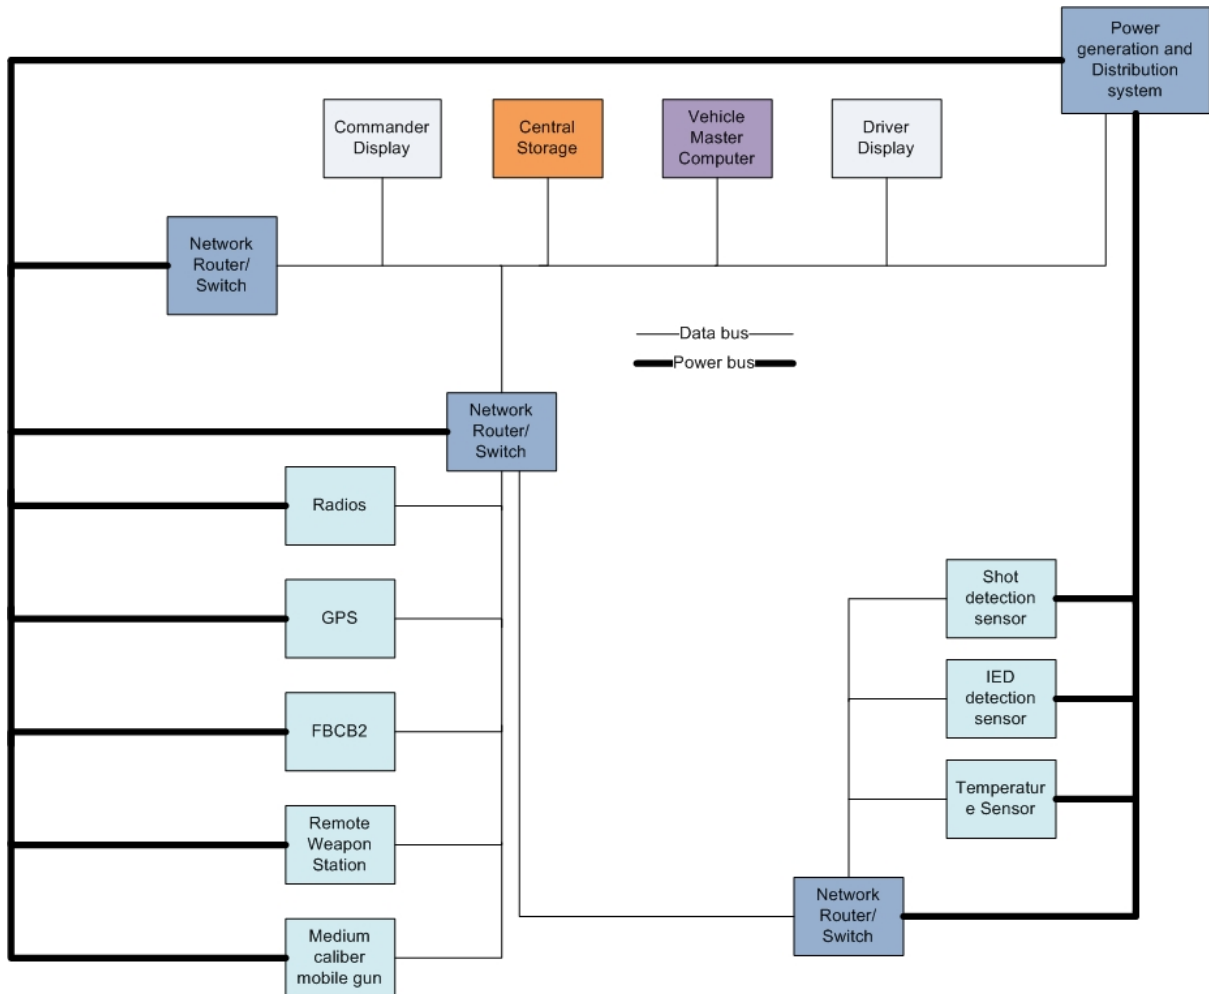 Power
generation and
Distribution
system
Commander
Display
Central
Storage
Vehicle
Master
Computer
Driver
Display
Network
Router/
Switch
Data bus
Power bus
Network
Router/
Switch
Radios
GPS
FBCB2
Remote
Weapon
Station
Medium
caliber
mobile gun
Shot
detection
sensor
IED
detection
sensor
Temperatur
e Sensor
Network
Router/
Switch